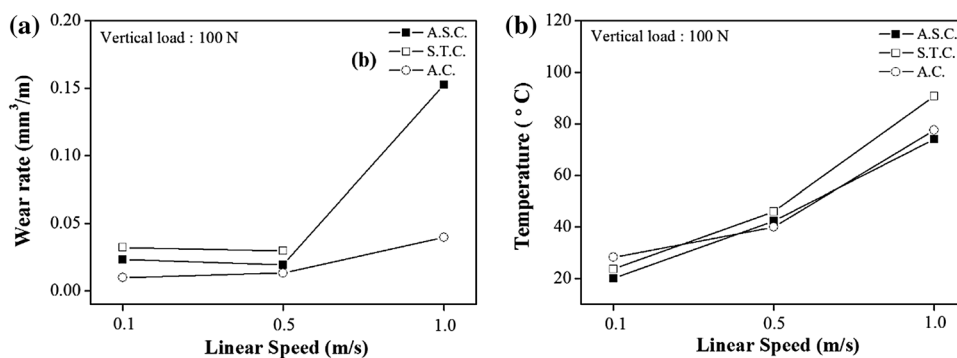 (a)
Wear rate (mm³/m)
0.20
0.15
0.10
0.05
0.00
Vertical load : 100 N
(b)
A.S.C.
S.T.C.
A.C.
0.1
0.5
1.0
Linear Speed (m/s)
(b)
Temperature ( ° C)
120
100
80
60
40
20
Vertical load : 100 N
A.S.C.
S.T.C.
A.C.
0.1
0.5
1.0
Linear Speed (m/s)